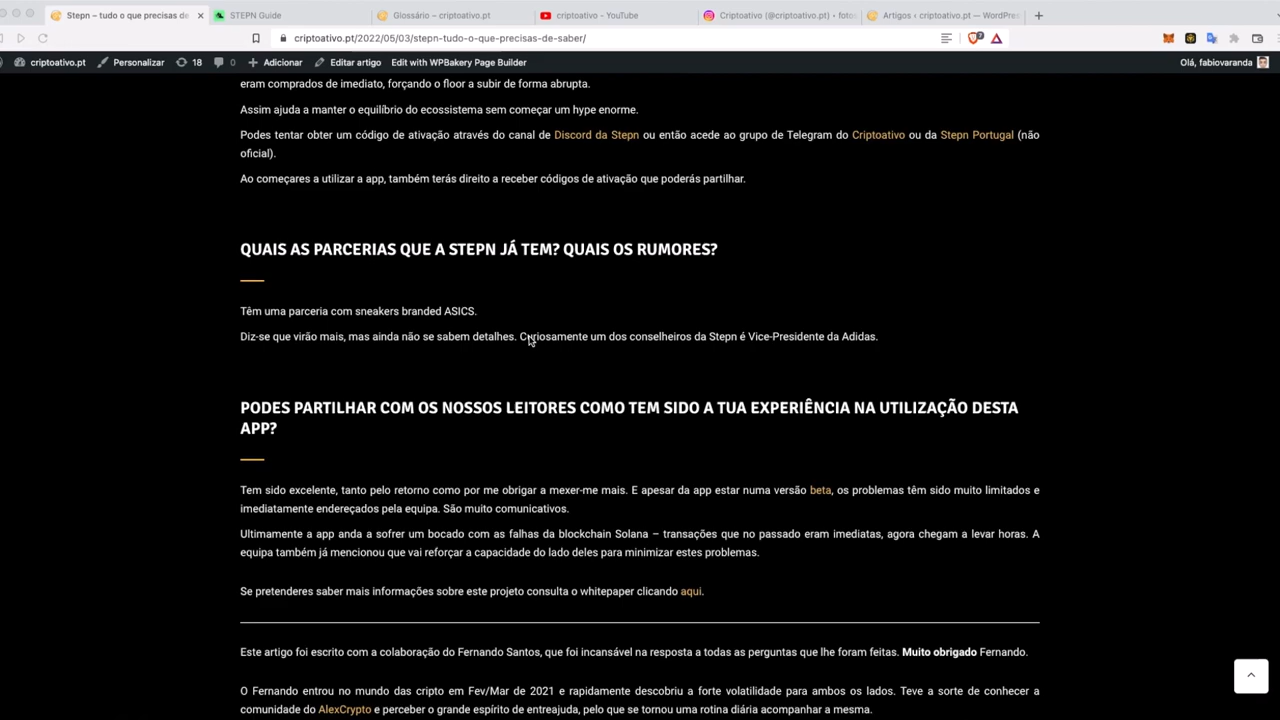 Stepn – tudo o que precisas de
STEPN Guide
Glossário – criptoativo.pt
criptoativo - YouTube
Criptoativo (@criptoativo.pt) • fotos
Artigos ‹ criptoativo.pt — WordPres
criptoativo.pt/2022/05/03/stepn-tudo-o-que-precisas-de-saber/
criptoativo.pt Personalizar 18 0 Adicionar Editar artigo Edit with WPBakery Page Builder Olá, fabiovaranda
eram comprados de imediato, forçando o floor a subir de forma abrupta.
Assim ajuda a manter o equilíbrio do ecossistema sem começar um hype enorme.
Podes tentar obter um código de ativação através do canal de Discord da Stepn ou então acede ao grupo de Telegram do Criptoativo ou da Stepn Portugal (não
oficial).
Ao começares a utilizar a app, também terás direito a receber códigos de ativação que poderás partilhar.
QUAIS AS PARCERIAS QUE A STEPN JÁ TEM? QUAIS OS RUMORES?
Têm uma parceria com sneakers branded ASICS.
Diz-se que virão mais, mas ainda não se sabem detalhes. Curiosamente um dos conselheiros da Stepn é Vice-Presidente da Adidas.
PODES PARTILHAR COM OS NOSSOS LEITORES COMO TEM SIDO A TUA EXPERIÊNCIA NA UTILIZAÇÃO DESTA
APP?
Tem sido excelente, tanto pelo retorno como por me obrigar a mexer-me mais. E apesar da app estar numa versão beta, os problemas têm sido muito limitados e
imediatamente endereçados pela equipa. São muito comunicativos.
Ultimamente a app anda a sofrer um bocado com as falhas da blockchain Solana – transações que no passado eram imediatas, agora chegam a levar horas. A
equipa também já mencionou que vai reforçar a capacidade do lado deles para minimizar estes problemas.
Se pretenderes saber mais informações sobre este projeto consulta o whitepaper clicando aqui.
Este artigo foi escrito com a colaboração do Fernando Santos, que foi incansável na resposta a todas as perguntas que lhe foram feitas. Muito obrigado Fernando.
O Fernando entrou no mundo das cripto em Fev/Mar de 2021 e rapidamente descobriu a forte volatilidade para ambos os lados. Teve a sorte de conhecer a
comunidade do AlexCrypto e perceber o grande espírito de entreajuda, pelo que se tornou uma rotina diária acompanhar a mesma.